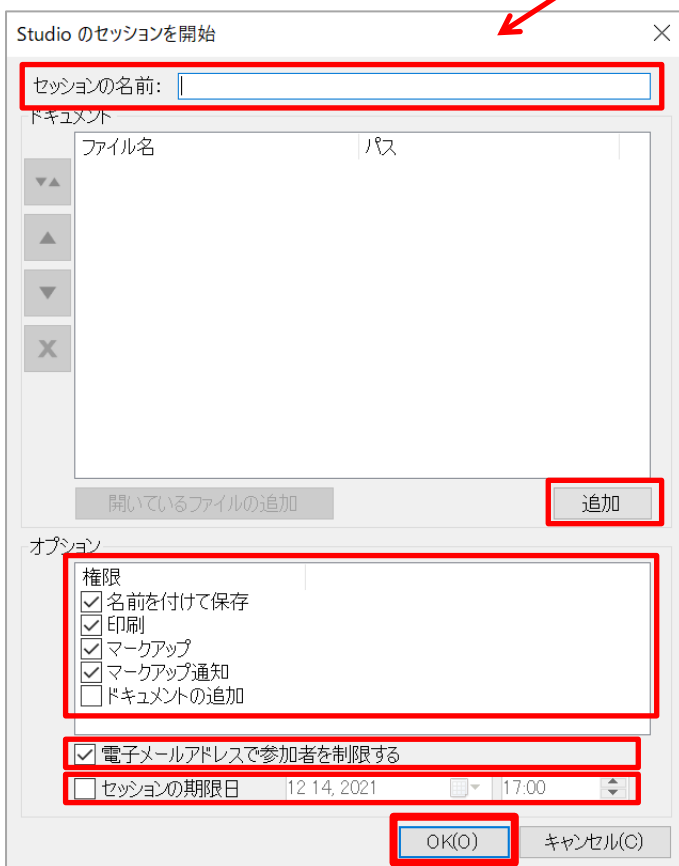 Studio のセッションを開始
セッションの名前:
ドキュメント
ファイル名 パス
開いているファイルの追加 追加
オプション
権限
名前を付けて保存
印刷
マークアップ
マークアップ通知
ドキュメントの追加
電子メールアドレスで参加者を制限する
セッションの期限日 12 14, 2021 17:00
OK(O) キャンセル(C)